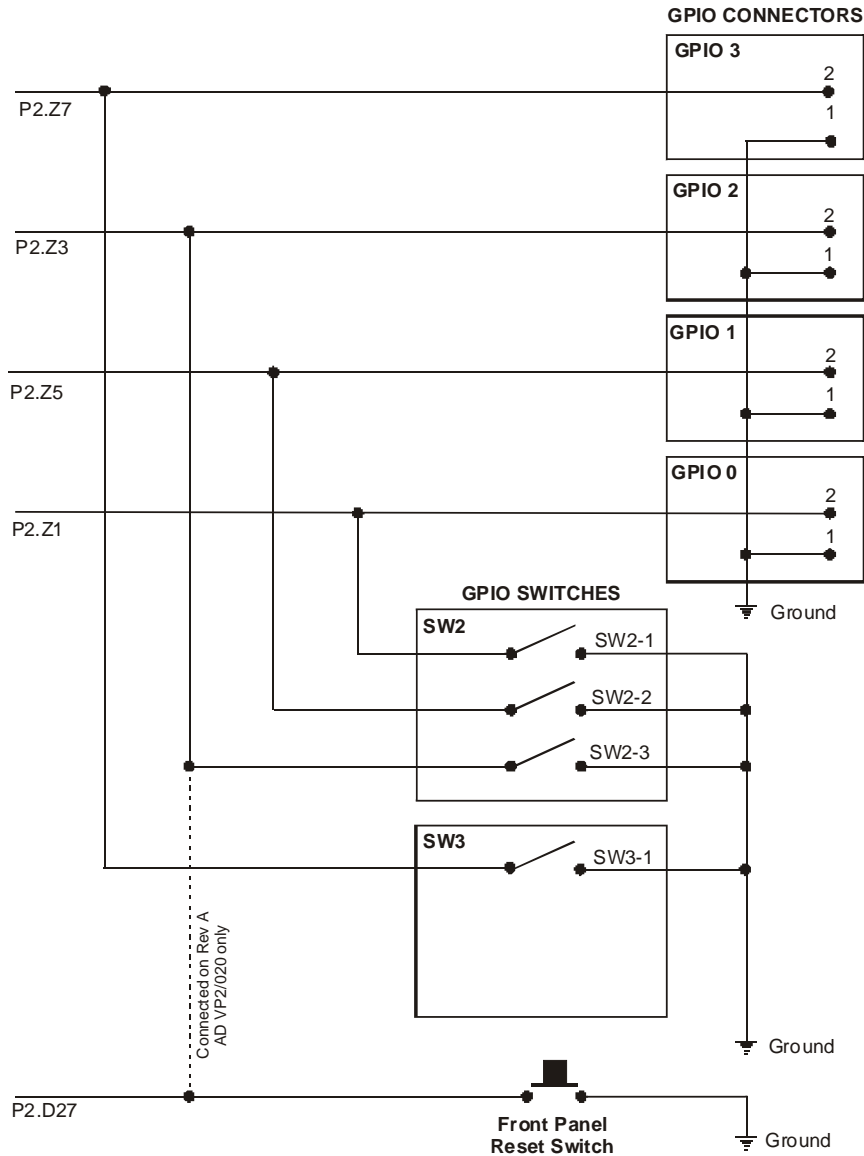 GPIO CONNECTORS
GPIO 3
2
P2.Z7
1
GPIO 2
2
P2.Z3
1
GPIO 1
2
P2.Z5
1
GPIO 0
2
P2.Z1
1
GPIO SWITCHES
Ground
SW2
SW2-1
SW2-2
SW2-3
SW3
SW3-1
Connected on Rev A
AD VP2/020 only
Ground
P2.D27
Front Panel
Reset Switch
Ground